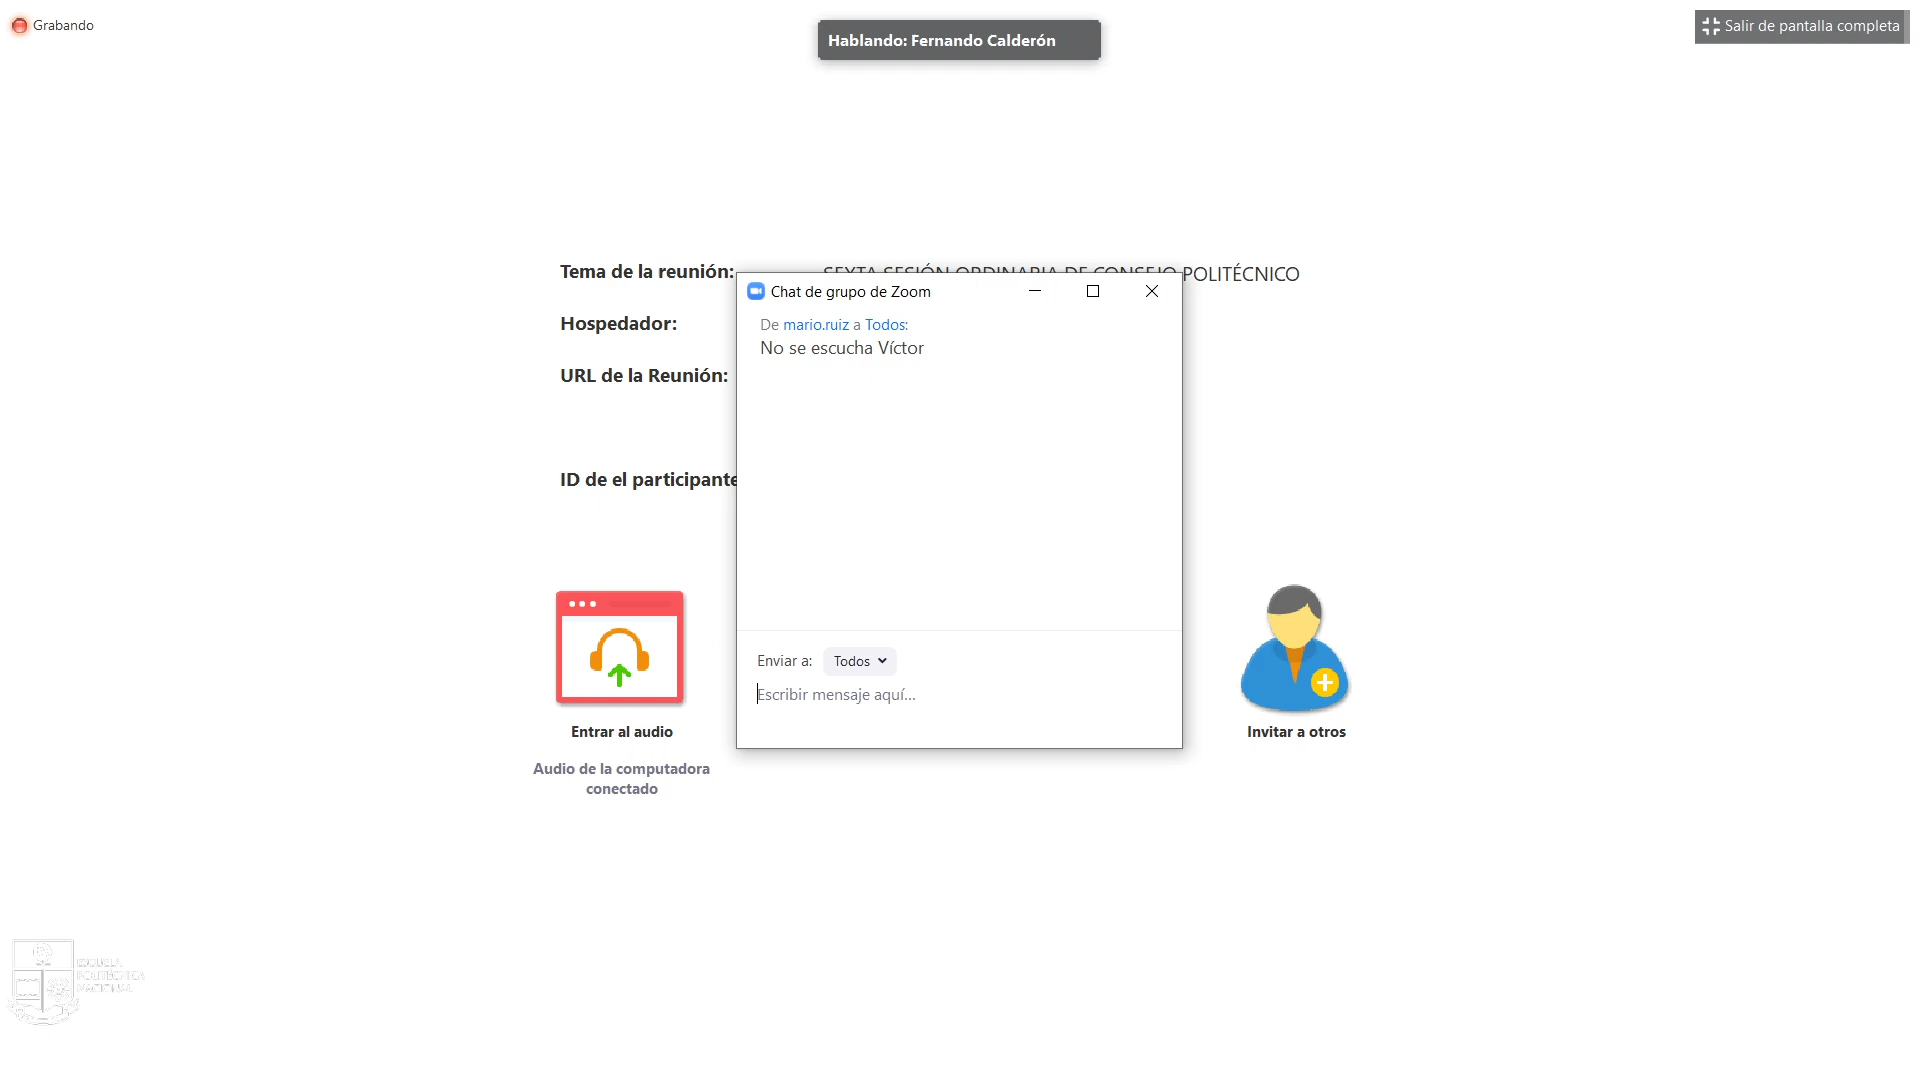 Grabando
Hablando: Fernando Calderón
Salir de pantalla completa
Tema de la reunión:
SEXTA SESIÓN ORDINARIA DE CONSEJO POLITÉCNICO
Hospedador:
URL de la Reunión:
ID de el participante
Chat de grupo de Zoom
De mario.ruiz a Todos:
No se escucha Víctor
Enviar a: Todos
Escribir mensaje aquí...
Entrar al audio
Audio de la computadora
conectado
Invitar a otros
ESCUELA
POLITÉCNICA
NACIONAL